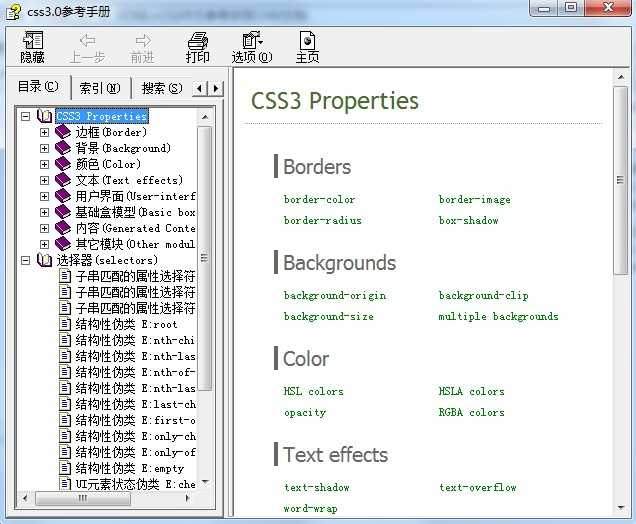 css3.0参考手册
隐藏 上一步 前进 打印 选项(O) 主页
目录(C) 索引(N) 搜索(S)
CSS3 Properties
边框(Border)
背景(Background)
颜色(Color)
文本(Text effects)
用户界面(User-interf
基础盒模型(Basic box
内容(Generated Conte
其它模块(Other modul
选择器(selectors)
子串匹配的属性选择符
子串匹配的属性选择符
子串匹配的属性选择符
结构性伪类 E:root
结构性伪类 E:nth-chi
结构性伪类 E:nth-las
结构性伪类 E:nth-of-
结构性伪类 E:nth-las
结构性伪类 E:last-ch
结构性伪类 E:first-o
结构性伪类 E:only-ch
结构性伪类 E:only-of
结构性伪类 E:empty
UI元素状态伪类 E:che
CSS3 Properties
Borders
border-color border-image
border-radius box-shadow
Backgrounds
background-origin background-clip
background-size multiple backgrounds
Color
HSL colors HSLA colors
opacity RGBA colors
Text effects
text-shadow text-overflow
word-wrap